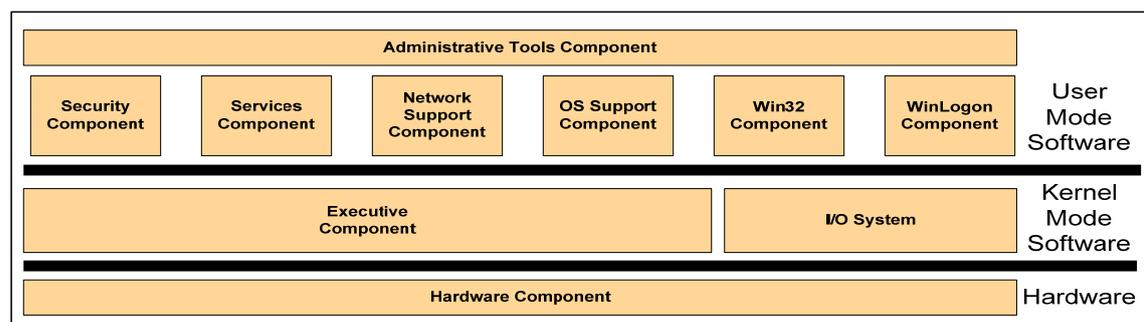 Administrative Tools Component
Security
Component
Services
Component
Network
Support
Component
OS Support
Component
Win32
Component
WinLogon
Component
User
Mode
Software
Executive
Component
I/O System
Kernel
Mode
Software
Hardware Component
Hardware